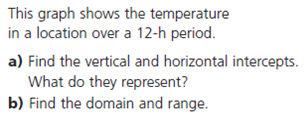 This graph shows the temperature
in a location over a 12-h period.
a) Find the vertical and horizontal intercepts.
What do they represent?
b) Find the domain and range.